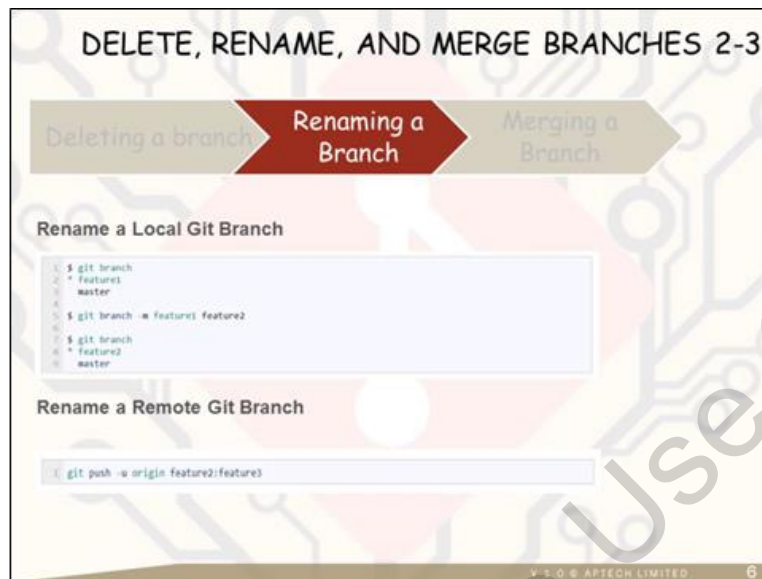 DELETE, RENAME, AND MERGE BRANCHES 2-3
Deleting a branch
Renaming a
Branch
Merging a
Branch
Rename a Local Git Branch
1 $ git branch
2 * feature1
3 master
4
5 $ git branch -m feature1 feature2
6
7 $ git branch
8 * feature2
9 master
Rename a Remote Git Branch
1 git push -u origin feature2:feature3
Use
V 1.0 © APTECH LIMITED 6